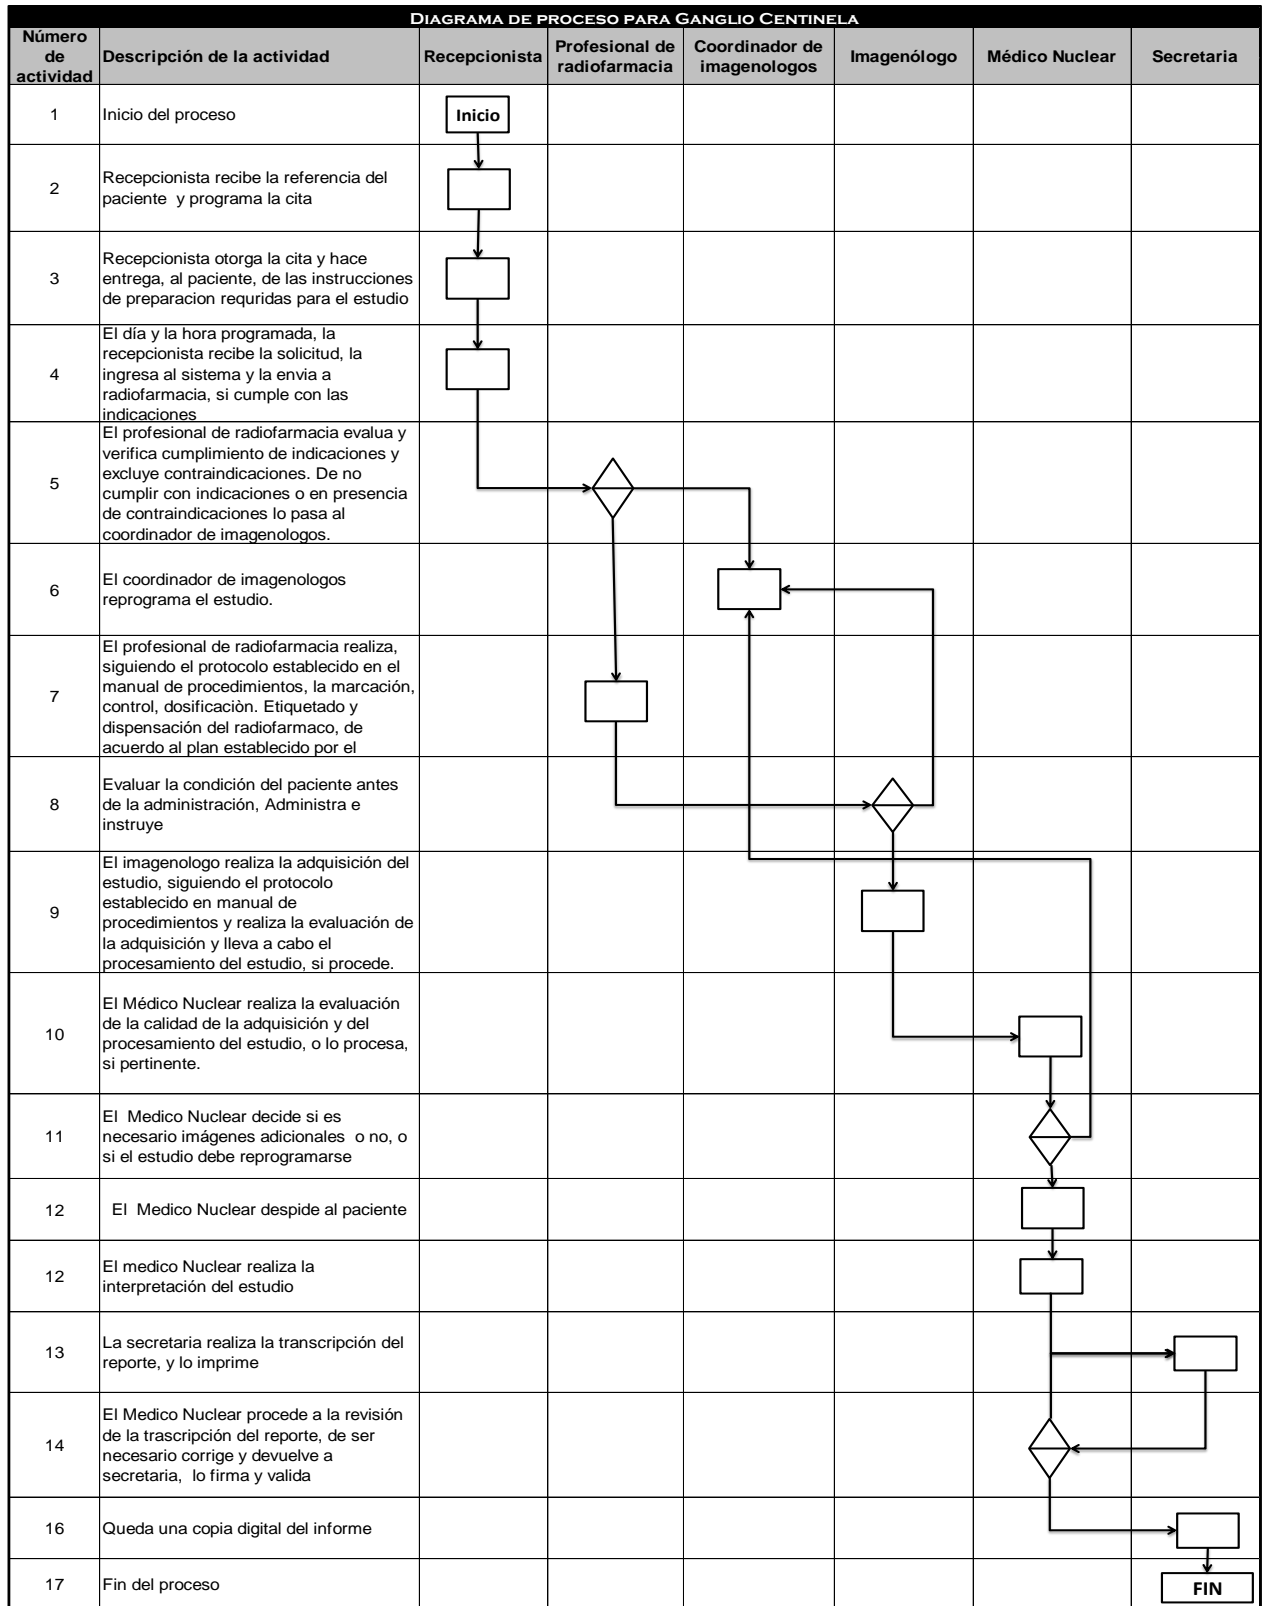 DIAGRAMA DE PROCESO PARA GANGLIO CENTINELA
Número
de
actividad
Descripción de la actividad
Recepcionista
Profesional de
radiofarmacia
Coordinador de
imagenologos
Imagenólogo
Médico Nuclear
Secretaria
1
Inicio del proceso
Inicio
2
Recepcionista recibe la referencia del
paciente y programa la cita
3
Recepcionista otorga la cita y hace
entrega, al paciente, de las instrucciones
de preparacion requridas para el estudio
4
El día y la hora programada, la
recepcionista recibe la solicitud, la
ingresa al sistema y la envia a
radiofarmacia, si cumple con las
indicaciones
5
El profesional de radiofarmacia evalua y
verifica cumplimiento de indicaciones y
excluye contraindicaciones. De no
cumplir con indicaciones o en presencia
de contraindicaciones lo pasa al
coordinador de imagenologos.
6
El coordinador de imagenologos
reprograma el estudio.
7
El profesional de radiofarmacia realiza,
siguiendo el protocolo establecido en el
manual de procedimientos, la marcación,
control, dosificaciòn. Etiquetado y
dispensación del radiofarmaco, de
acuerdo al plan establecido por el
8
Evaluar la condición del paciente antes
de la administración, Administra e
instruye
9
El imagenologo realiza la adquisición del
estudio, siguiendo el protocolo
establecido en manual de
procedimientos y realiza la evaluación de
la adquisición y lleva a cabo el
procesamiento del estudio, si procede.
10
El Médico Nuclear realiza la evaluación
de la calidad de la adquisición y del
procesamiento del estudio, o lo procesa,
si pertinente.
11
El Medico Nuclear decide si es
necesario imágenes adicionales o no, o
si el estudio debe reprogramarse
12
El Medico Nuclear despide al paciente
12
El medico Nuclear realiza la
interpretación del estudio
13
La secretaria realiza la transcripción del
reporte, y lo imprime
14
El Medico Nuclear procede a la revisión
de la trascripción del reporte, de ser
necesario corrige y devuelve a
secretaria, lo firma y valida
16
Queda una copia digital del informe
17
Fin del proceso
FIN